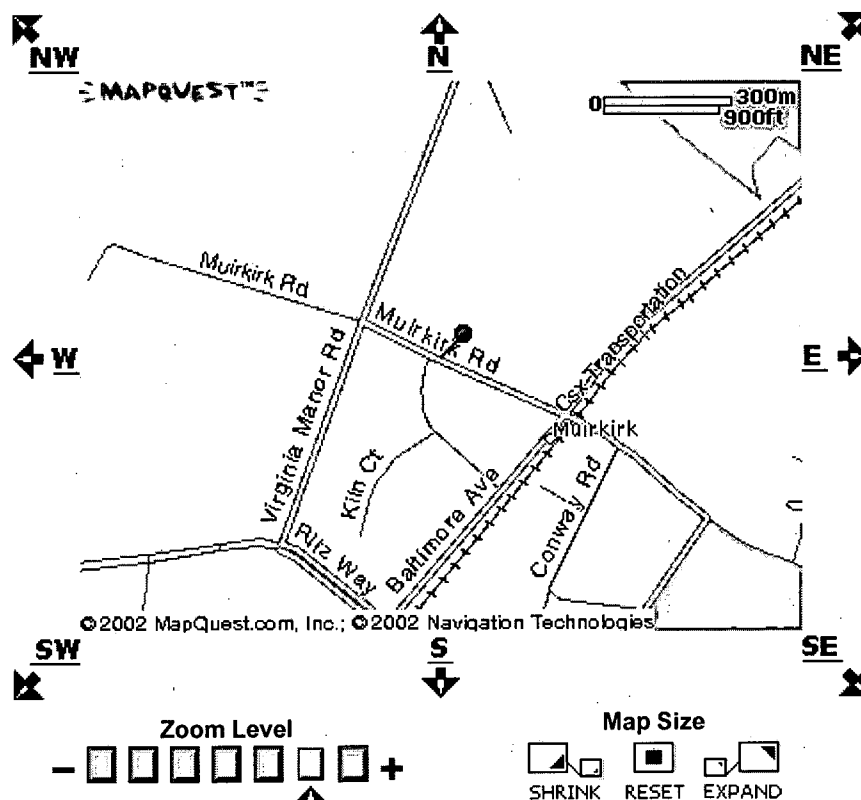 N
NW
NE
MAPQUEST™
0 300m
900ft
Muirkirk Rd
Muirkirk Rd
Csx-Transportation
W
E
Virginia Manor Rd
Muirkirk
Kiln Ct
Baltimore Ave
Conway Rd
Ritz Way
©2002 MapQuest.com, Inc.; ©2002 Navigation Technologies
SW
S
SE
Zoom Level
Map Size
– +
SHRINK RESET EXPAND